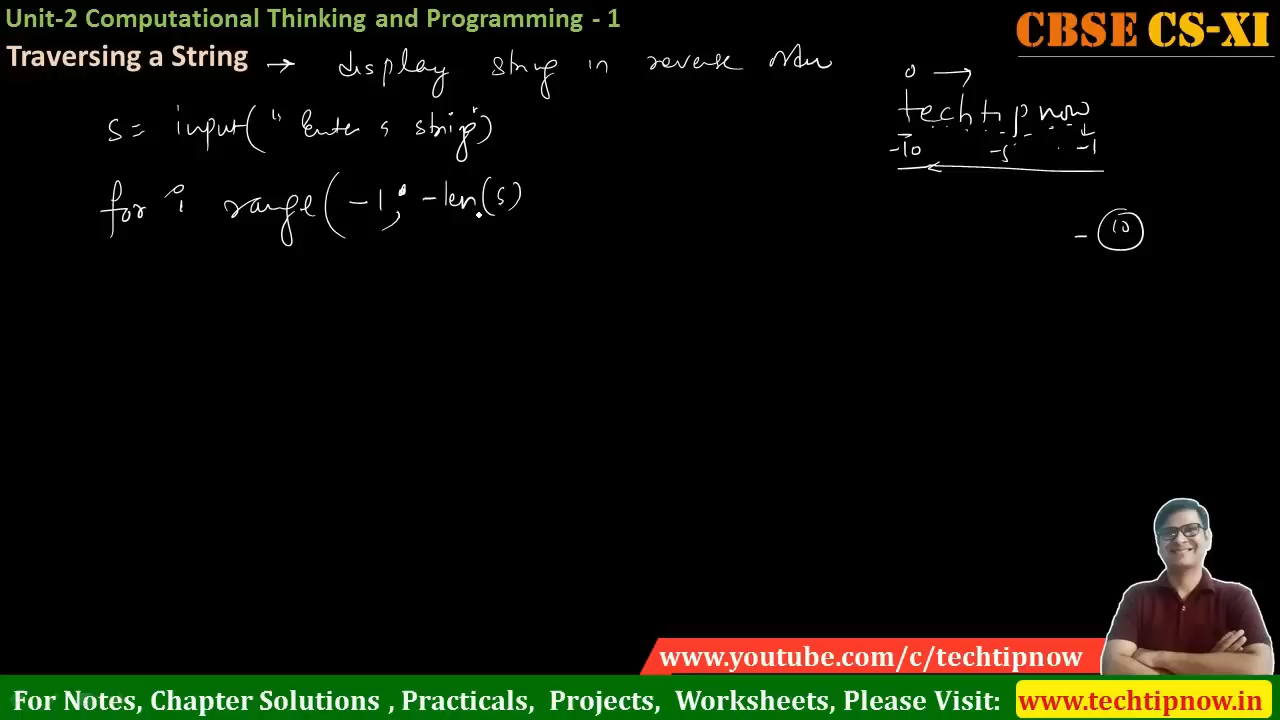 Unit-2 Computational Thinking and Programming - 1
CBSE CS-XI
Traversing a String → display string in reverse
0 →
techtipnow
-10 -5 -1
s= input(" Enter a string")
for i range( -1, -len(s)
- 10
www.youtube.com/c/techtipnow
For Notes, Chapter Solutions , Practicals, Projects, Worksheets, Please Visit: www.techtipnow.in